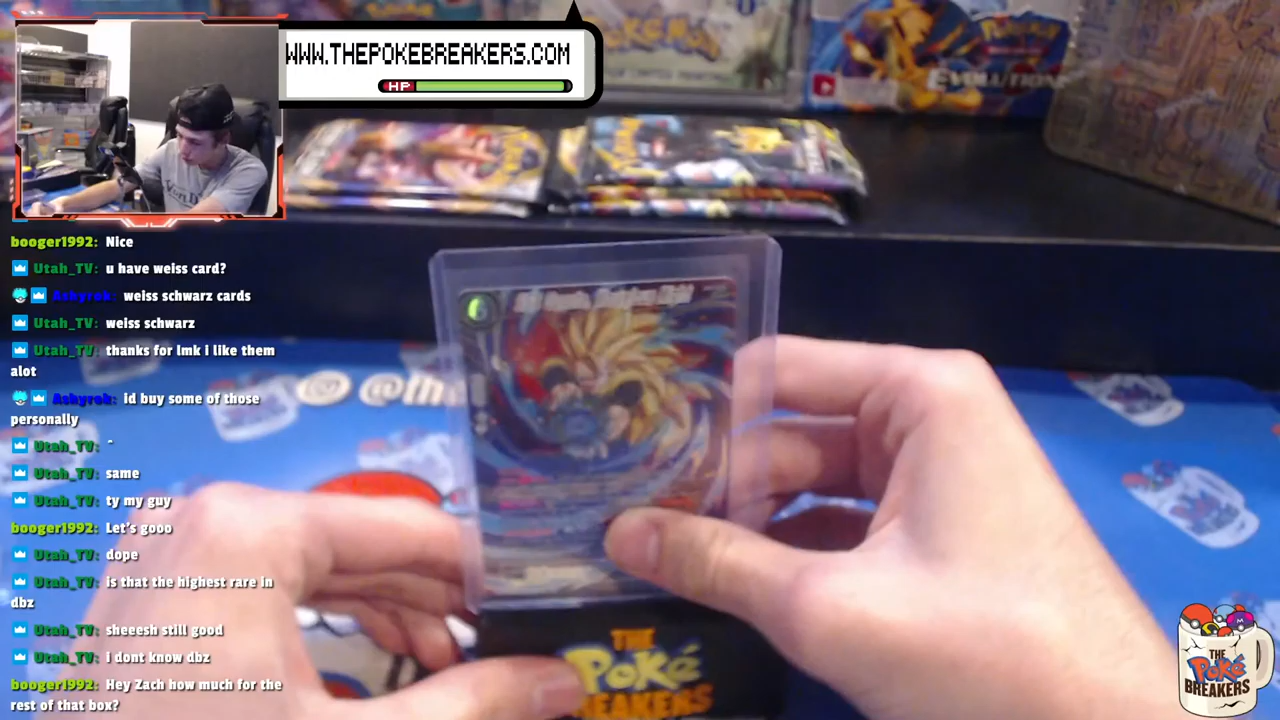 WWW.THEPOKEBREAKERS.COM
HP
Pokémon
EVOLUTIONS
booger1992: Nice
Utah_TV: u have weiss card?
Ashyrok: weiss schwarz cards
Utah_TV: weiss schwarz
Utah_TV: thanks for lmk i like them
alot
Ashyrok: id buy some of those
personally
Utah_TV: ^
Utah_TV: same
Utah_TV: ty my guy
booger1992: Let's gooo
Utah_TV: dope
Utah_TV: is that the highest rare in
dbz
Utah_TV: sheeesh still good
Utah_TV: i dont know dbz
booger1992: Hey Zach how much for the
rest of that box?
THE
Poké
BREAKERS
THE
Poké
BREAKERS